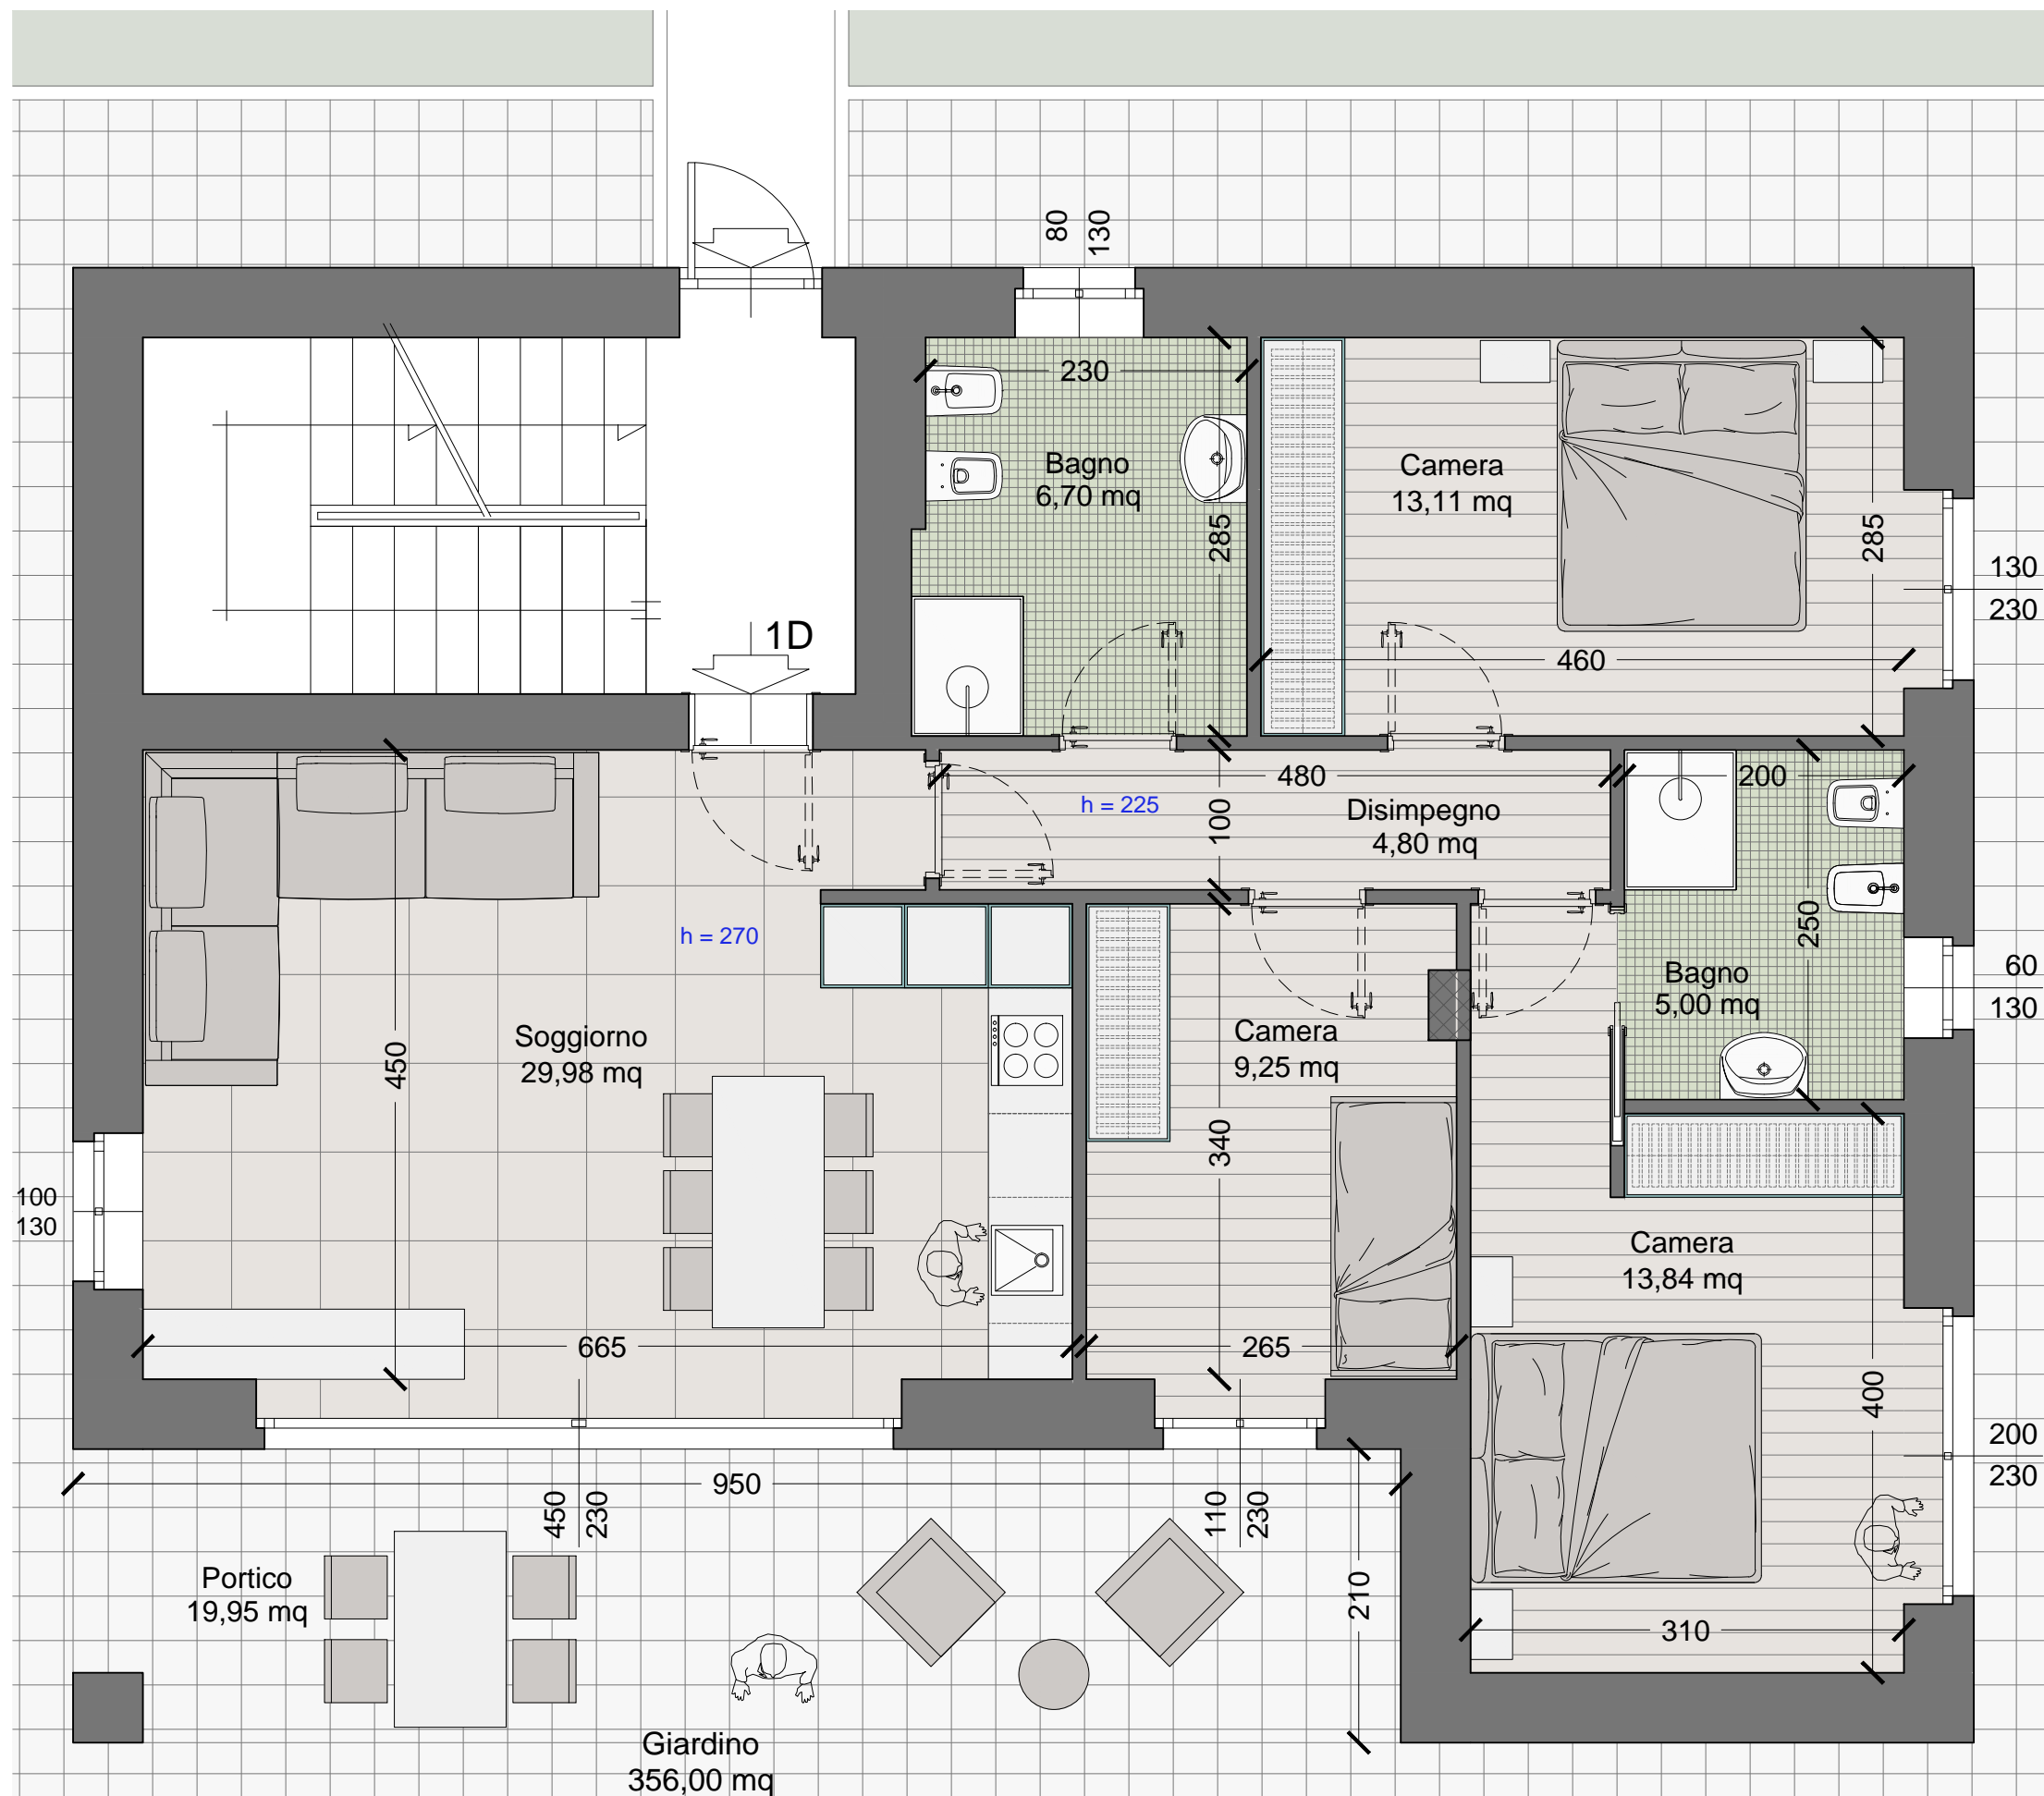 80
130
230
Bagno
6,70 mq
285
Camera
13,11 mq
285
130
230
460
1D
480
200
h = 225
100
Disimpegno
4,80 mq
250
Bagno
5,00 mq
60
130
h = 270
Soggiorno
29,98 mq
450
Camera
9,25 mq
340
100
130
Camera
13,84 mq
665
265
400
200
230
950
450
230
110
230
210
310
Portico
19,95 mq
Giardino
356,00 mq